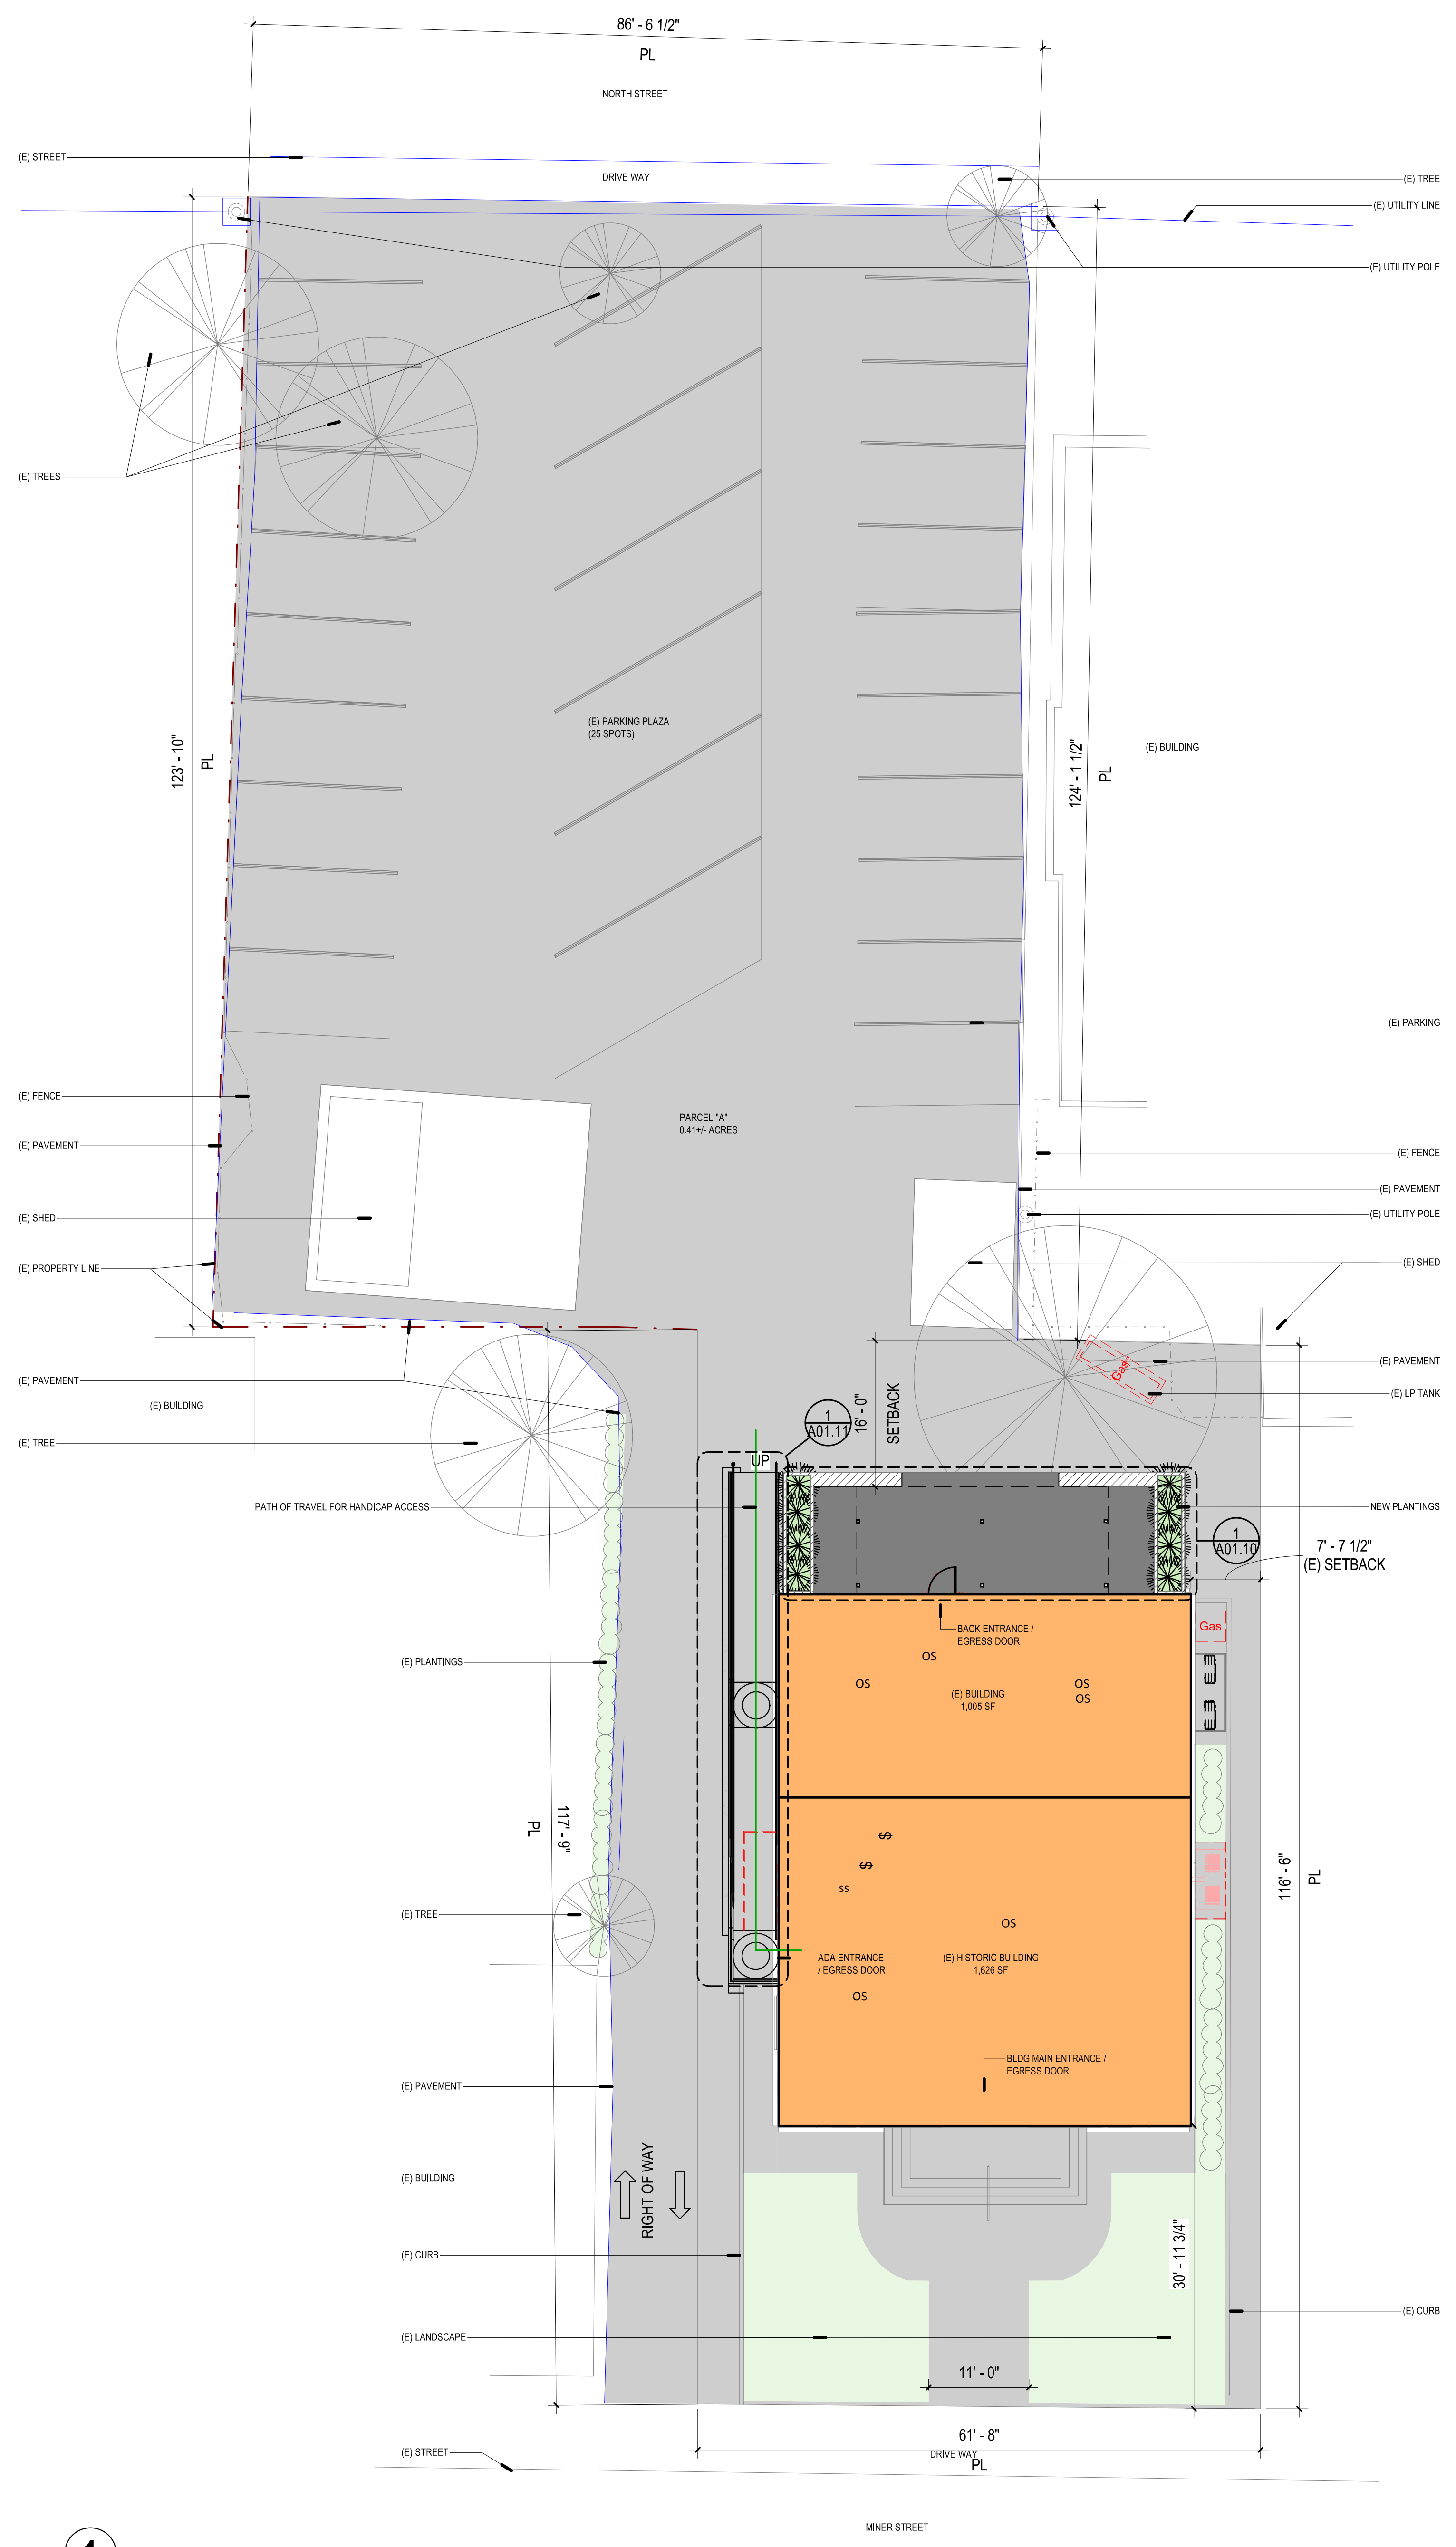 86' - 6 1/2"
PL
NORTH STREET
(E) STREET
DRIVE WAY
(E) TREE
(E) UTILITY LINE
(E) UTILITY POLE
(E) TREES
123' - 10"
PL
(E) PARKING PLAZA
(25 SPOTS)
124' - 1 1/2"
PL
(E) BUILDING
(E) PARKING
(E) FENCE
PARCEL "A"
0.41+/- ACRES
(E) PAVEMENT
(E) FENCE
(E) PAVEMENT
(E) SHED
(E) UTILITY POLE
(E) PROPERTY LINE
(E) SHED
(E) PAVEMENT
Gas
(E) PAVEMENT
(E) LP TANK
(E) BUILDING
1
A01.11
16' - 0"
SETBACK
(E) TREE
UP
PATH OF TRAVEL FOR HANDICAP ACCESS
NEW PLANTINGS
1
A01.10
7' - 7 1/2"
(E) SETBACK
Gas
BACK ENTRANCE /
EGRESS DOOR
OS
(E) PLANTINGS
OS
OS
OS
(E) BUILDING
1,005 SF
117' - 9"
PL
$
$
ss
116' - 6"
PL
(E) TREE
OS
ADA ENTRANCE
/ EGRESS DOOR
(E) HISTORIC BUILDING
1,626 SF
OS
BLDG MAIN ENTRANCE /
EGRESS DOOR
(E) PAVEMENT
(E) BUILDING
RIGHT OF WAY
30' - 11 3/4"
(E) CURB
(E) CURB
(E) LANDSCAPE
11' - 0"
61' - 8"
DRIVE WAY
PL
(E) STREET
MINER STREET